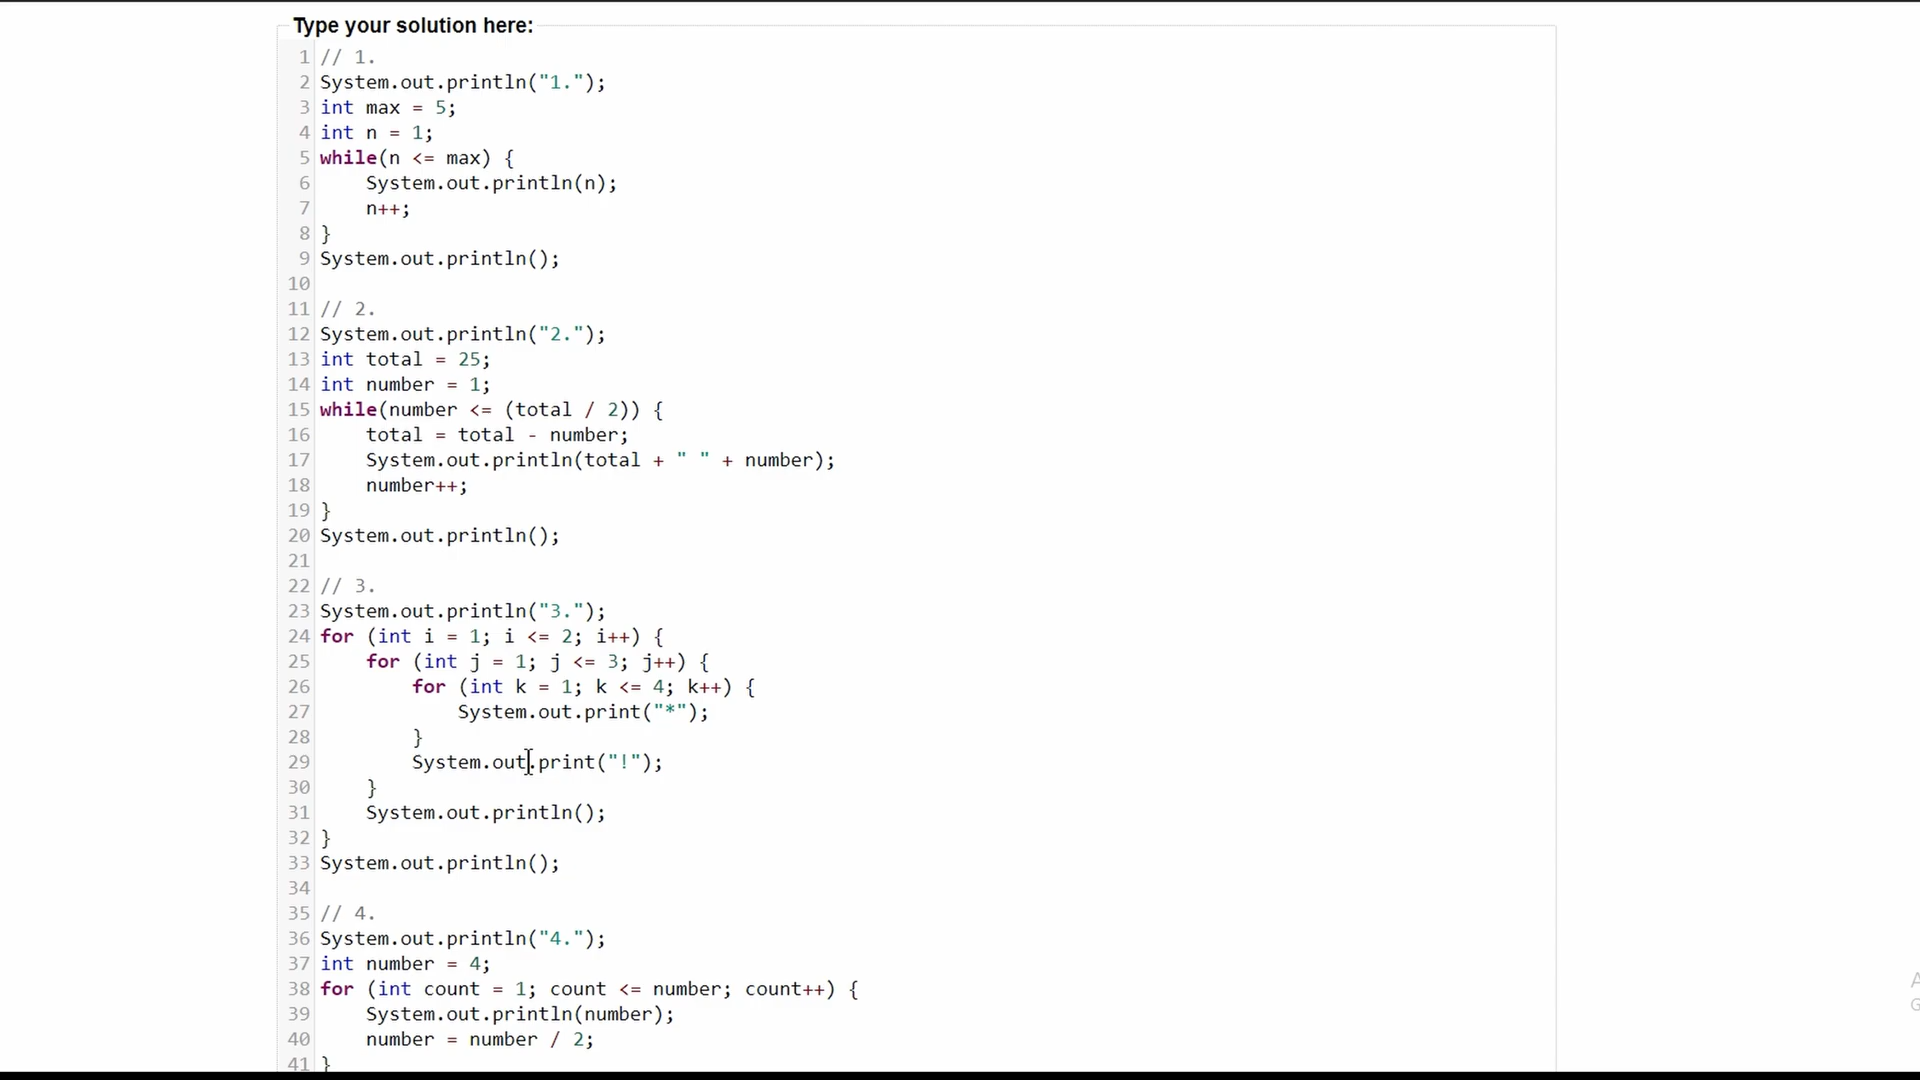 Type your solution here:
1 // 1.
2 System.out.println("1.");
3 int max = 5;
4 int n = 1;
5 while(n <= max) {
6     System.out.println(n);
7     n++;
8 }
9 System.out.println();
10
11 // 2.
12 System.out.println("2.");
13 int total = 25;
14 int number = 1;
15 while(number <= (total / 2)) {
16     total = total - number;
17     System.out.println(total + " " + number);
18     number++;
19 }
20 System.out.println();
21
22 // 3.
23 System.out.println("3.");
24 for (int i = 1; i <= 2; i++) {
25     for (int j = 1; j <= 3; j++) {
26         for (int k = 1; k <= 4; k++) {
27             System.out.print("*");
28         }
29         System.out.print("!");
30     }
31     System.out.println();
32 }
33 System.out.println();
34
35 // 4.
36 System.out.println("4.");
37 int number = 4;
38 for (int count = 1; count <= number; count++) {
39     System.out.println(number);
40     number = number / 2;
41 }